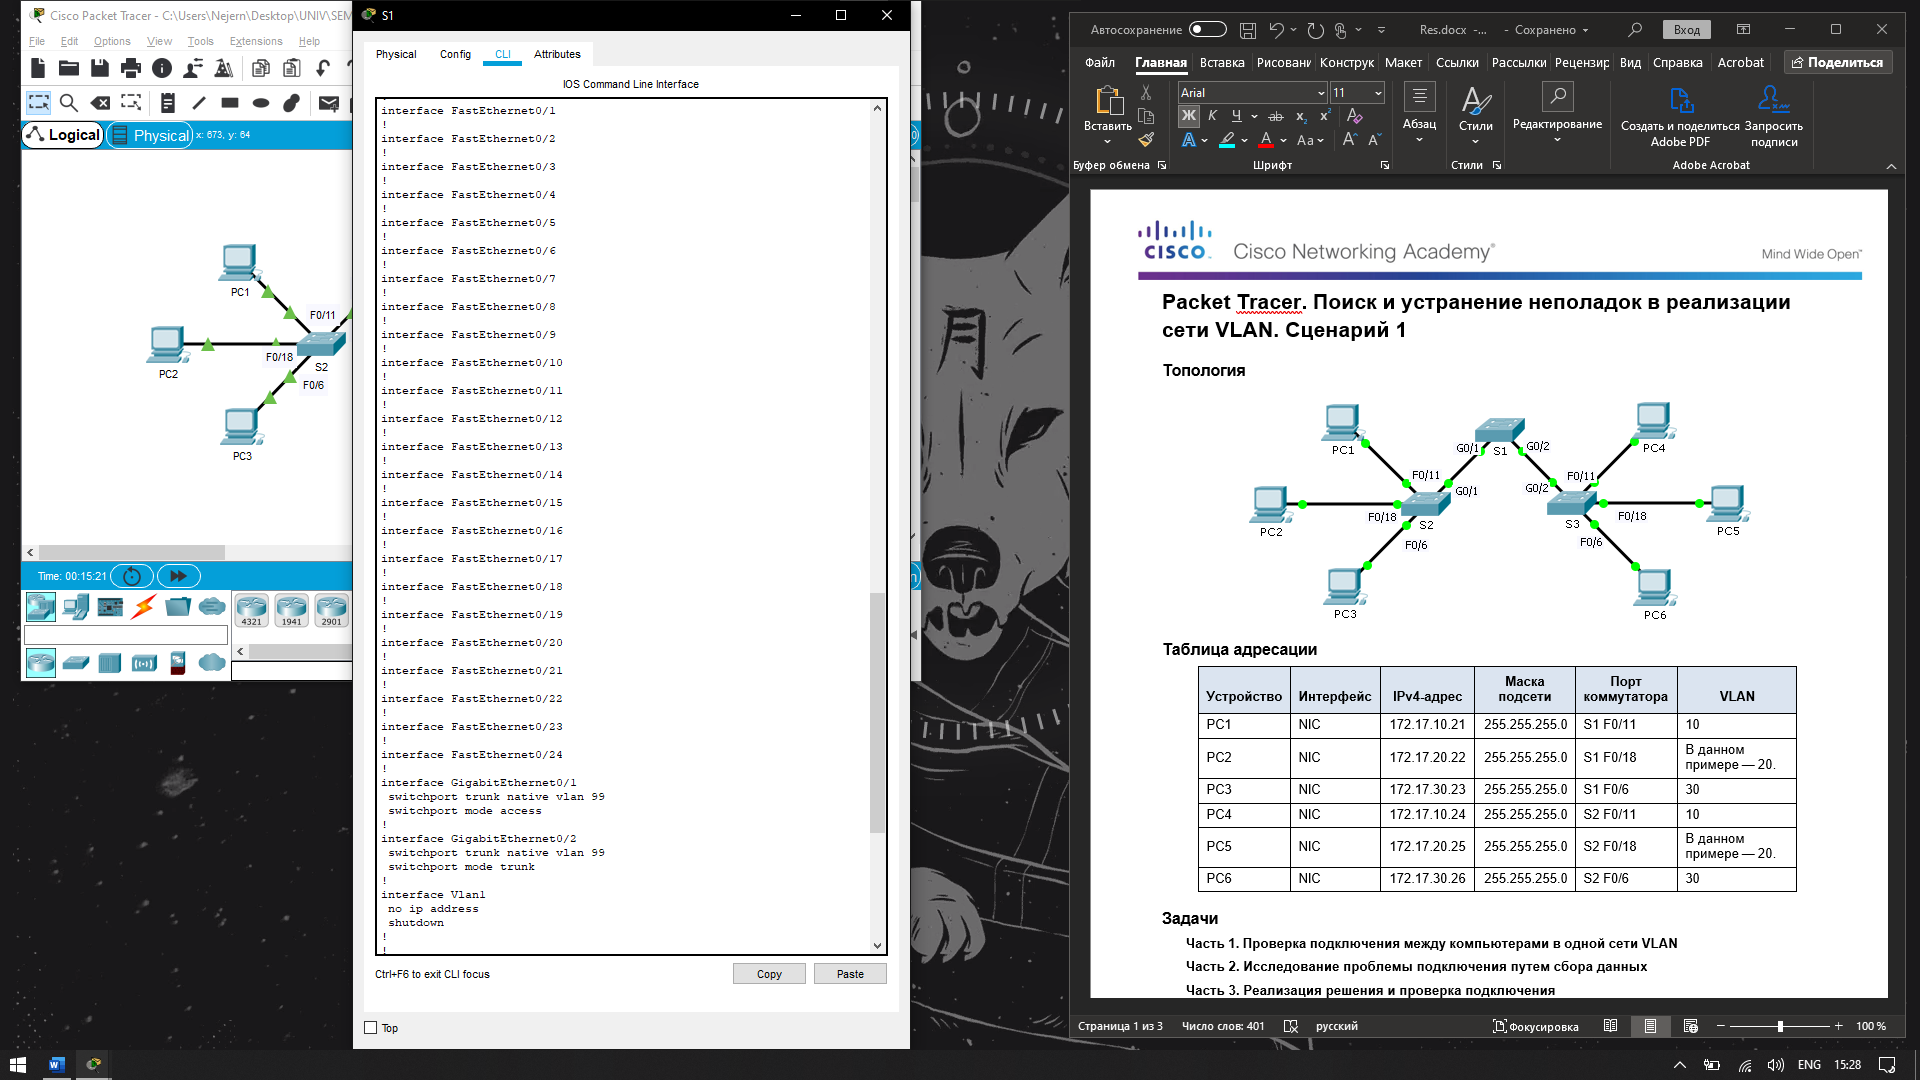 Cisco Packet Tracer - C:\Users\Nejern\Desktop\UNIV\SEM
File Edit Options View Tools Extensions Help
Logical
Physical
x: 673, y: 64
PC1
F0/11
PC2
F0/18
S2
F0/6
PC3
Time: 00:15:21
4321
1941
2901
S1
Physical Config CLI Attributes
IOS Command Line Interface
interface FastEthernet0/1
!
interface FastEthernet0/2
!
interface FastEthernet0/3
!
interface FastEthernet0/4
!
interface FastEthernet0/5
!
interface FastEthernet0/6
!
interface FastEthernet0/7
!
interface FastEthernet0/8
!
interface FastEthernet0/9
!
interface FastEthernet0/10
!
interface FastEthernet0/11
!
interface FastEthernet0/12
!
interface FastEthernet0/13
!
interface FastEthernet0/14
!
interface FastEthernet0/15
!
interface FastEthernet0/16
!
interface FastEthernet0/17
!
interface FastEthernet0/18
!
interface FastEthernet0/19
!
interface FastEthernet0/20
!
interface FastEthernet0/21
!
interface FastEthernet0/22
!
interface FastEthernet0/23
!
interface FastEthernet0/24
!
interface GigabitEthernet0/1
switchport trunk native vlan 99
switchport mode access
!
interface GigabitEthernet0/2
switchport trunk native vlan 99
switchport mode trunk
!
interface Vlan1
no ip address
shutdown
!
!
Ctrl+F6 to exit CLI focus
Copy
Paste
Top
月
Автосохранение
Res.docx -... - Сохранено
Вход
Файл Главная Вставка Рисовани Конструк Макет Ссылки Рассылки Рецензир Вид Справка Acrobat
Поделиться
Вставить
Буфер обмена
Arial
11
Ж К Ч ab x₂ x²
A A Aa A A
Шрифт
Абзац
Стили
Стили
Редактирование
Создать и поделиться Adobe PDF
Запросить подписи
Adobe Acrobat
CISCO Cisco Networking Academy®
Mind Wide Open™
Packet Tracer. Поиск и устранение неполадок в реализации
сети VLAN. Сценарий 1
Топология
PC1
G0/1
S1
G0/2
PC4
F0/11
G0/1
G0/2
F0/11
PC2
F0/18
S2
S3
F0/18
PC5
F0/6
F0/6
PC3
PC6
Таблица адресации
Устройство Интерфейс IPv4-адрес Маска подсети Порт коммутатора VLAN
PC1 NIC 172.17.10.21 255.255.255.0 S1 F0/11 10
PC2 NIC 172.17.20.22 255.255.255.0 S1 F0/18 В данном примере — 20.
PC3 NIC 172.17.30.23 255.255.255.0 S1 F0/6 30
PC4 NIC 172.17.10.24 255.255.255.0 S2 F0/11 10
PC5 NIC 172.17.20.25 255.255.255.0 S2 F0/18 В данном примере — 20.
PC6 NIC 172.17.30.26 255.255.255.0 S2 F0/6 30
Задачи
Часть 1. Проверка подключения между компьютерами в одной сети VLAN
Часть 2. Исследование проблемы подключения путем сбора данных
Часть 3. Реализация решения и проверка подключения
Страница 1 из 3 Число слов: 401 русский
Фокусировка
100 %
ENG 15:28